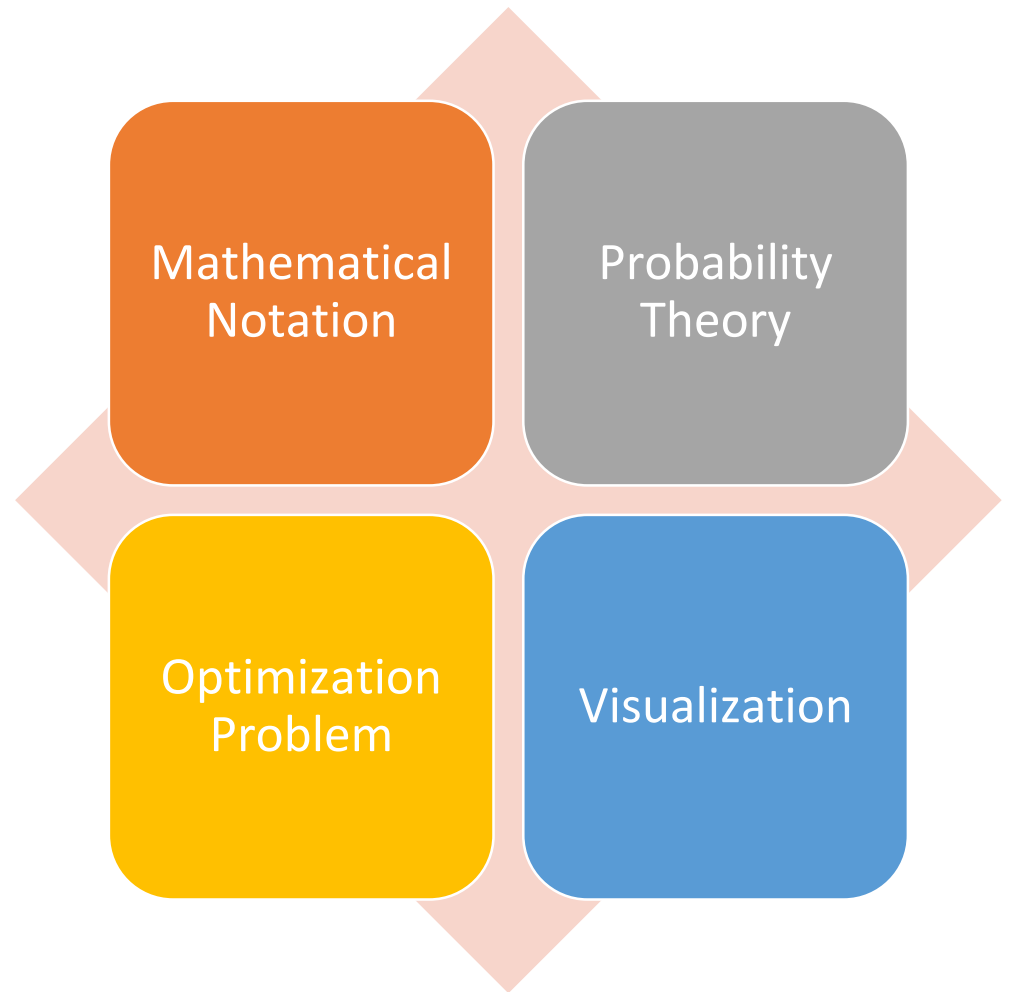 Mathematical
Notation
Probability
Theory
Optimization
Problem
Visualization